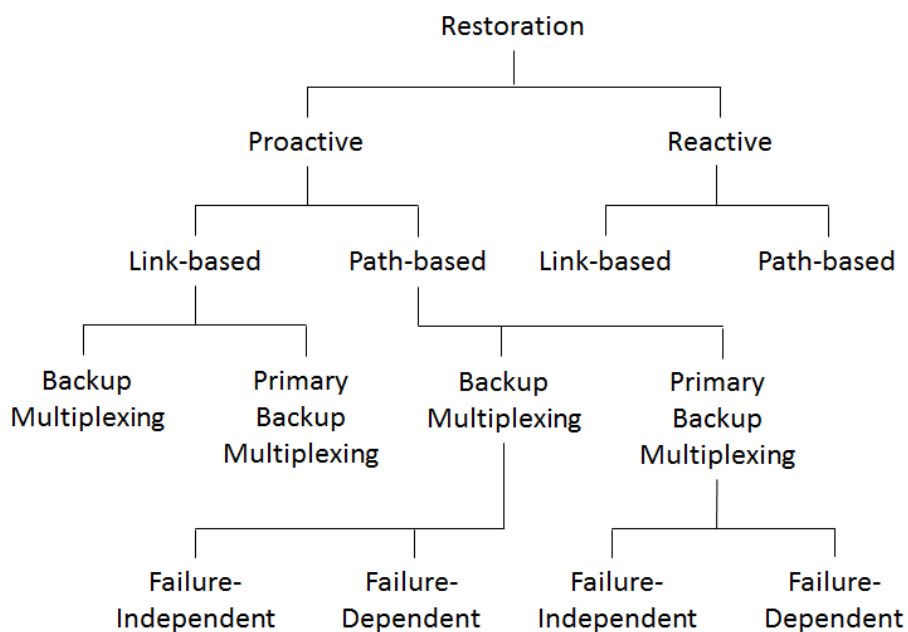 Restoration
Proactive
Reactive
Link-based
Path-based
Link-based
Path-based
Backup
Multiplexing
Primary
Backup
Multiplexing
Backup
Multiplexing
Primary
Backup
Multiplexing
Failure-
Independent
Failure-
Dependent
Failure-
Independent
Failure-
Dependent